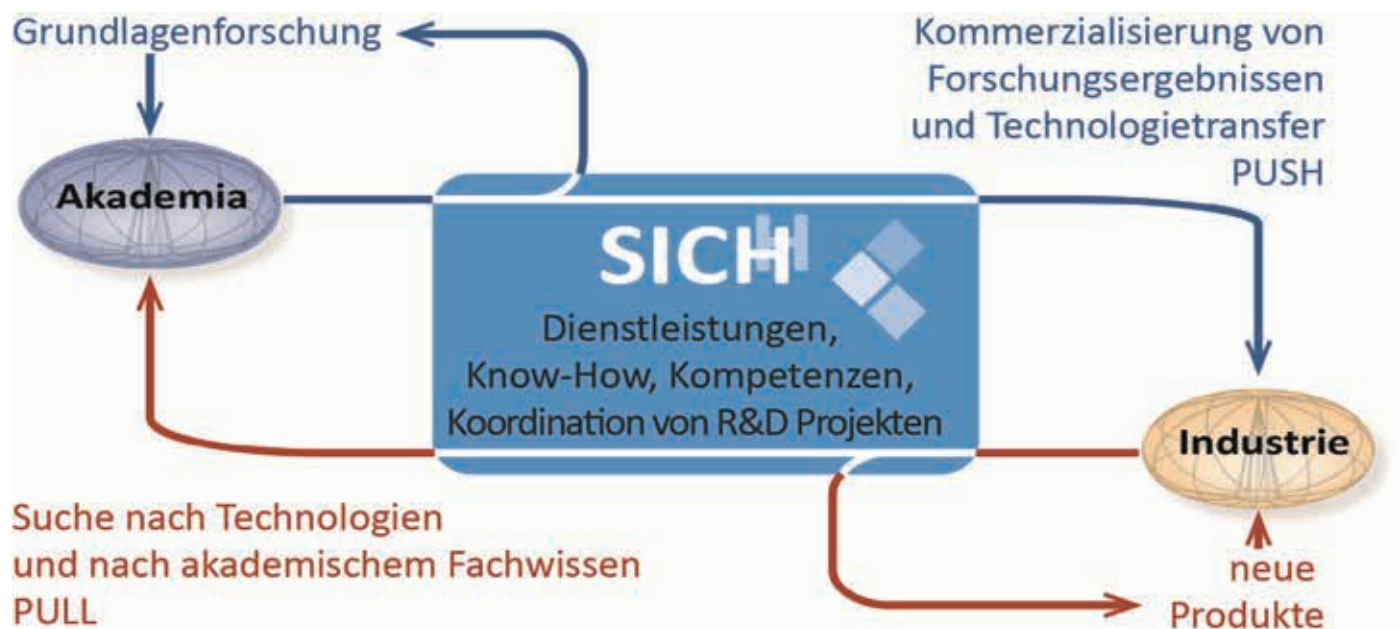 Grundlagenforschung
Kommerzialisierung von
Forschungsergebnissen
und Technologietransfer
PUSH
Akademia
SICH
Dienstleistungen,
Know-How, Kompetenzen,
Koordination von R&D Projekten
Industrie
Suche nach Technologien
und nach akademischem Fachwissen
PULL
neue
Produkte